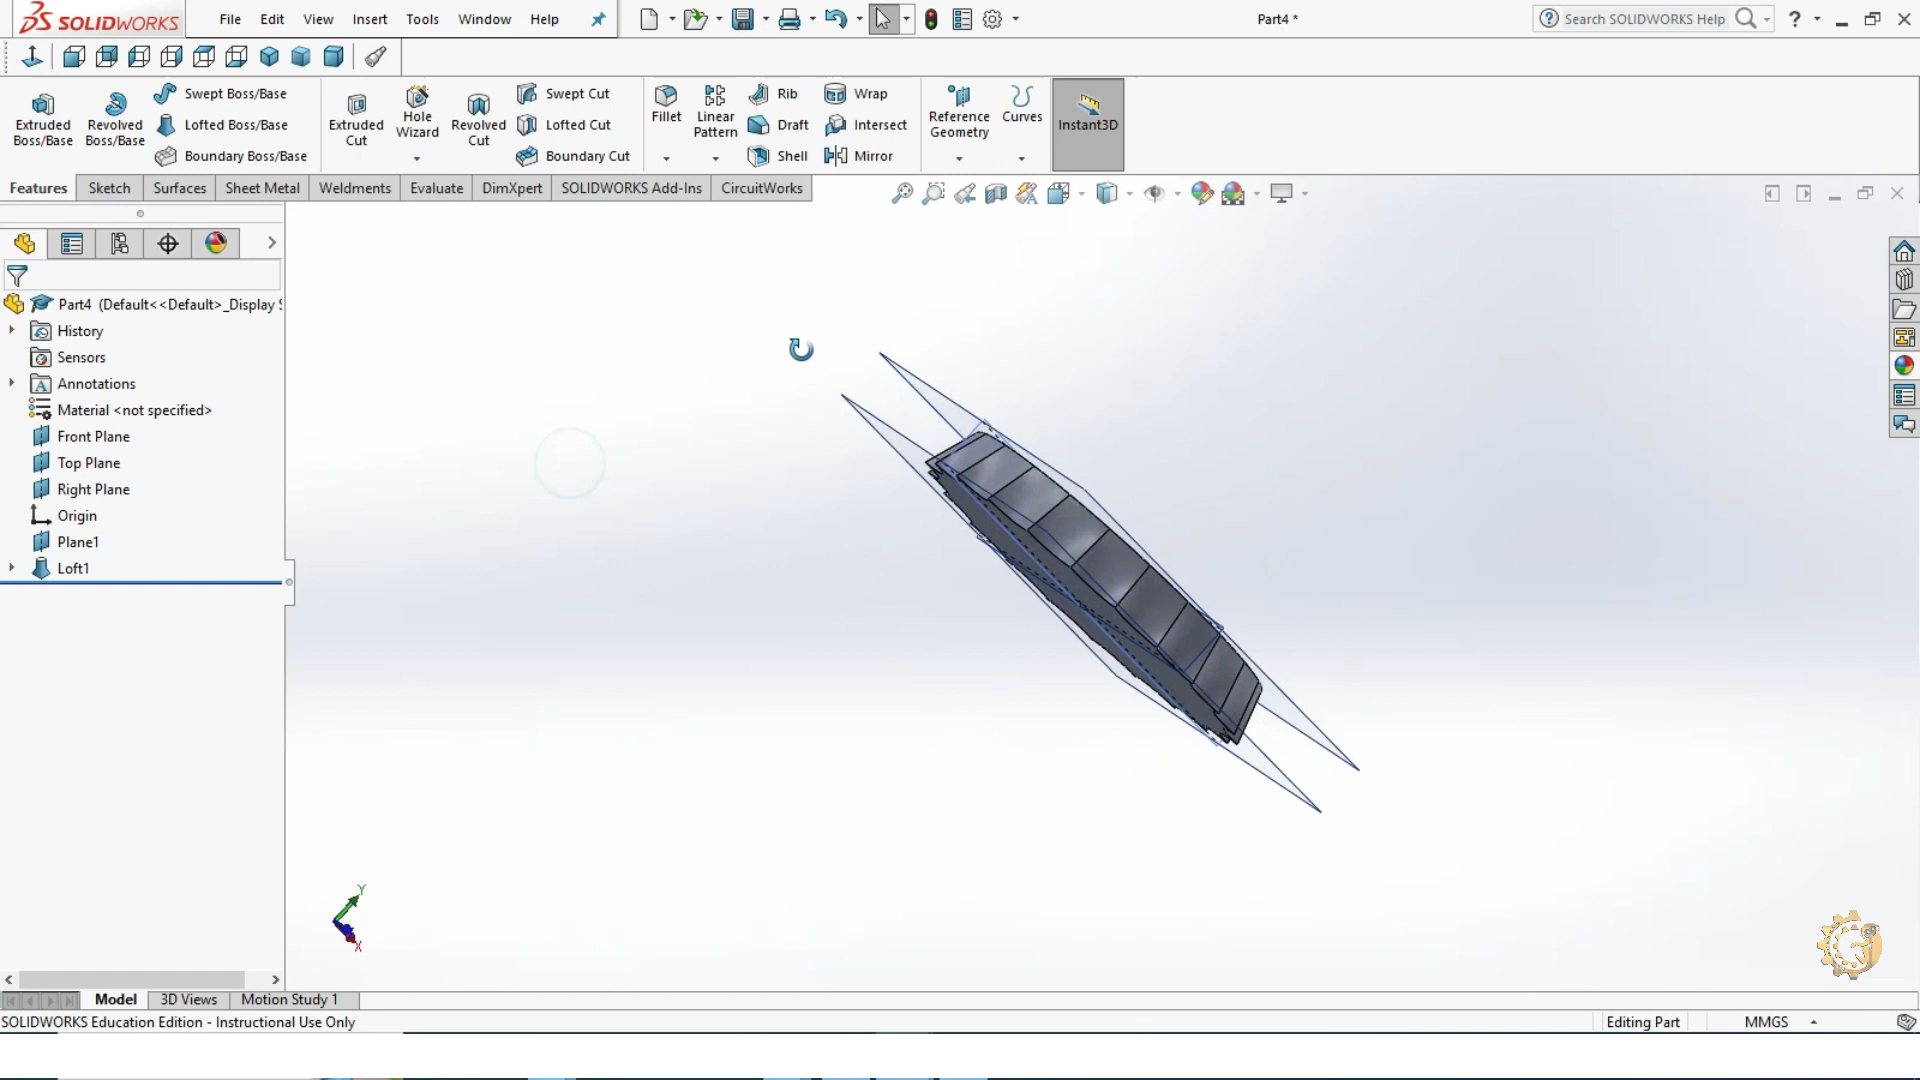 SOLIDWORKS File Edit View Insert Tools Window Help Part4 * Search SOLIDWORKS Help ?
Extruded Boss/Base
Revolved Boss/Base
Swept Boss/Base
Lofted Boss/Base
Boundary Boss/Base
Extruded Cut
Hole Wizard
Revolved Cut
Swept Cut
Lofted Cut
Boundary Cut
Fillet
Linear Pattern
Rib
Draft
Shell
Wrap
Intersect
Mirror
Reference Geometry
Curves
Instant3D
Features Sketch Surfaces Sheet Metal Weldments Evaluate DimXpert SOLIDWORKS Add-Ins CircuitWorks
Part4 (Default<<Default>_Display S
History
Sensors
Annotations
Material <not specified>
Front Plane
Top Plane
Right Plane
Origin
Plane1
Loft1
Y
X
Model 3D Views Motion Study 1
SOLIDWORKS Education Edition - Instructional Use Only Editing Part MMGS